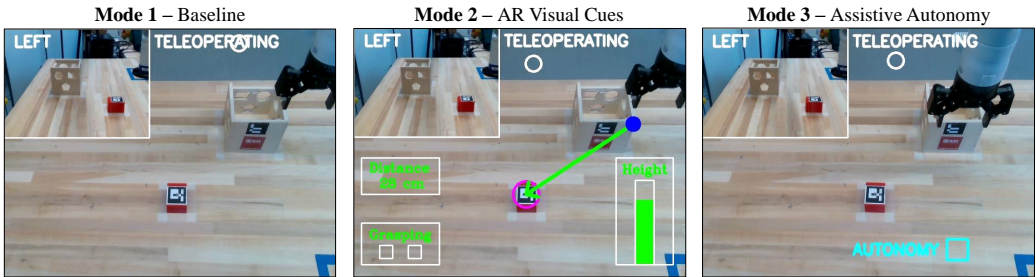 Mode 1 – Baseline
LEFT
TELEOPERATING
Mode 2 – AR Visual Cues
LEFT
TELEOPERATING
Distance
cm
Grasping
Height
Mode 3 – Assistive Autonomy
LEFT
TELEOPERATING
AUTONOMY